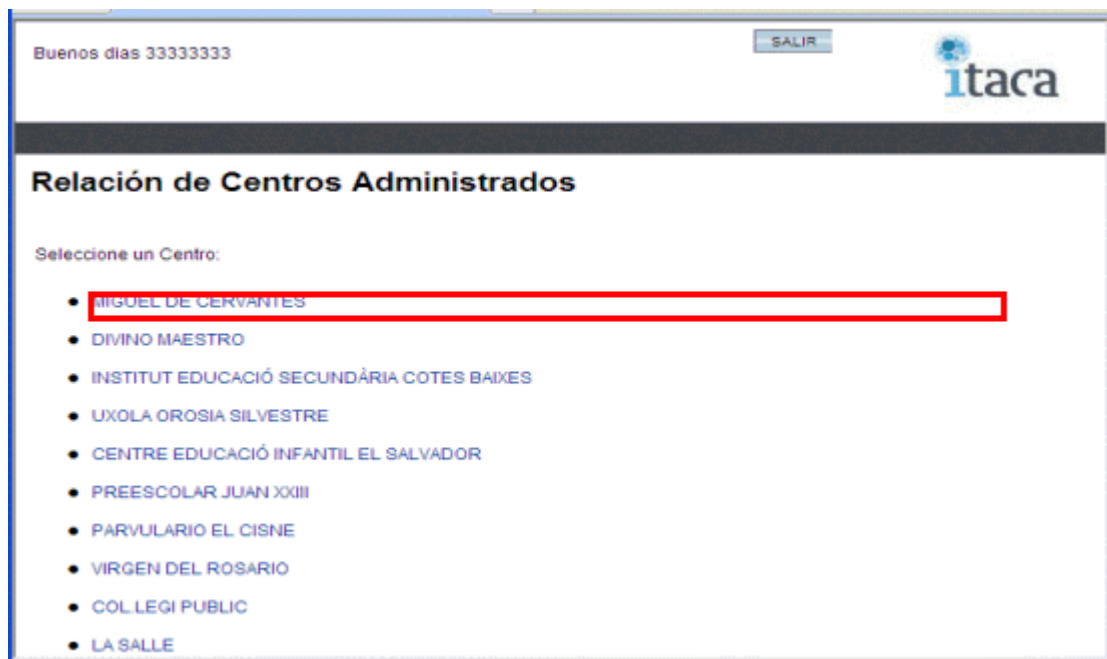 Buenos dias 33333333
SALIR
itaca
Relación de Centros Administrados
Seleccione un Centro:
MIGUEL DE CERVANTES
DIVINO MAESTRO
INSTITUT EDUCACIÓ SECUNDÀRIA COTES BAIXES
UXOLA OROSIA SILVESTRE
CENTRE EDUCACIÓ INFANTIL EL SALVADOR
PREESCOLAR JUAN XXIII
PARVULARIO EL CISNE
VIRGEN DEL ROSARIO
COL.LEGI PUBLIC
LA SALLE